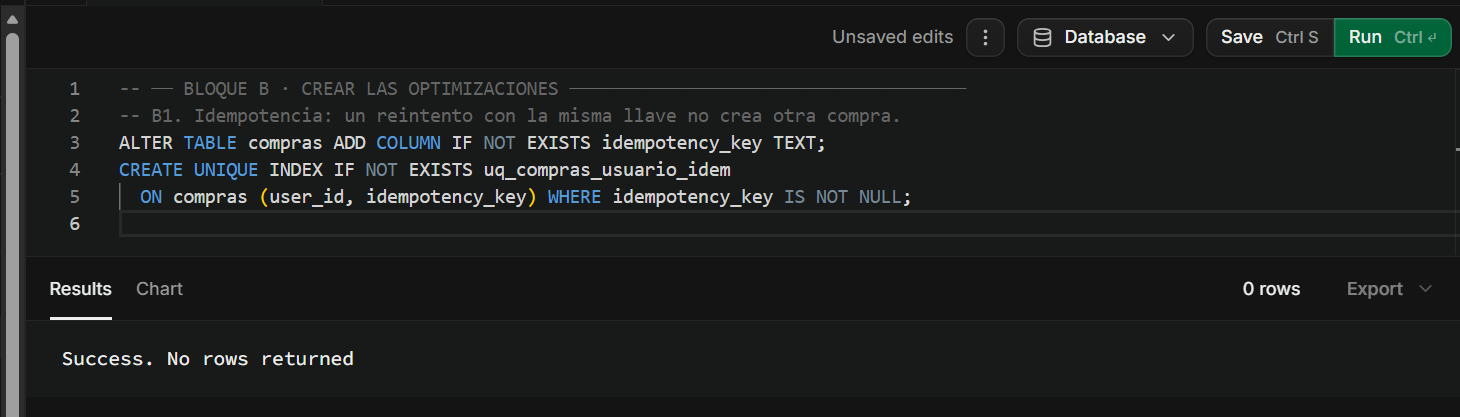 Unsaved edits
Database
Save Ctrl S
Run Ctrl ↵
1 -- ── BLOQUE B · CREAR LAS OPTIMIZACIONES ─────────────────────────────────────
2 -- B1. Idempotencia: un reintento con la misma llave no crea otra compra.
3 ALTER TABLE compras ADD COLUMN IF NOT EXISTS idempotency_key TEXT;
4 CREATE UNIQUE INDEX IF NOT EXISTS uq_compras_usuario_idem
5 ON compras (user_id, idempotency_key) WHERE idempotency_key IS NOT NULL;
6
Results Chart
0 rows Export
Success. No rows returned